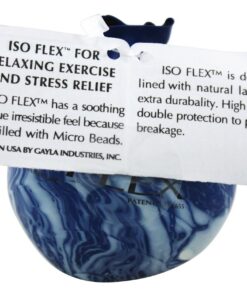 ISO FLEX™ FOR
RELAXING EXERCISE
AND STRESS RELIEF
ISO FLEX™ has a soothing
irresistible feel because
filled with Micro Beads.
IN USA BY GAYLA INDUSTRIES, INC.
ISO FLEX™ is de
lined with natural la
extra durability. High
double protection to p
breakage.
FLEX
PATENT